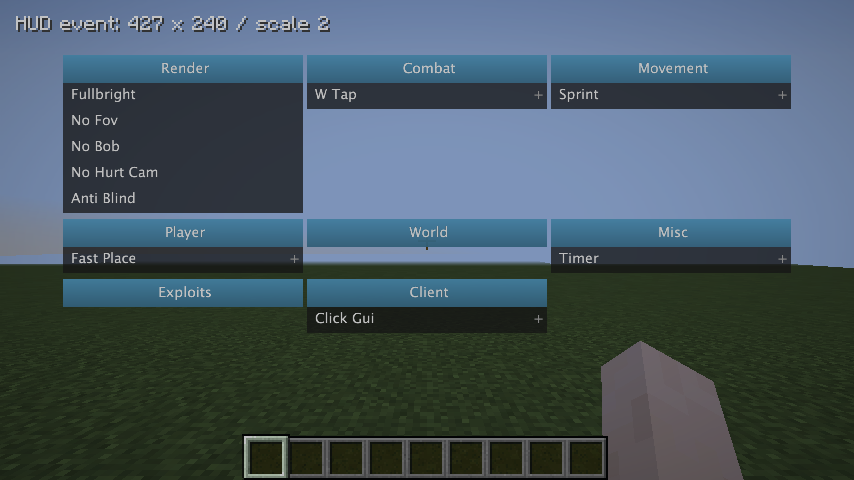 HUD event: 427 x 240 / scale 2
Render
Fullbright
No Fov
No Bob
No Hurt Cam
Anti Blind
Combat
W Tap +
Movement
Sprint +
Player
Fast Place +
World
Misc
Timer +
Exploits
Client
Click Gui +